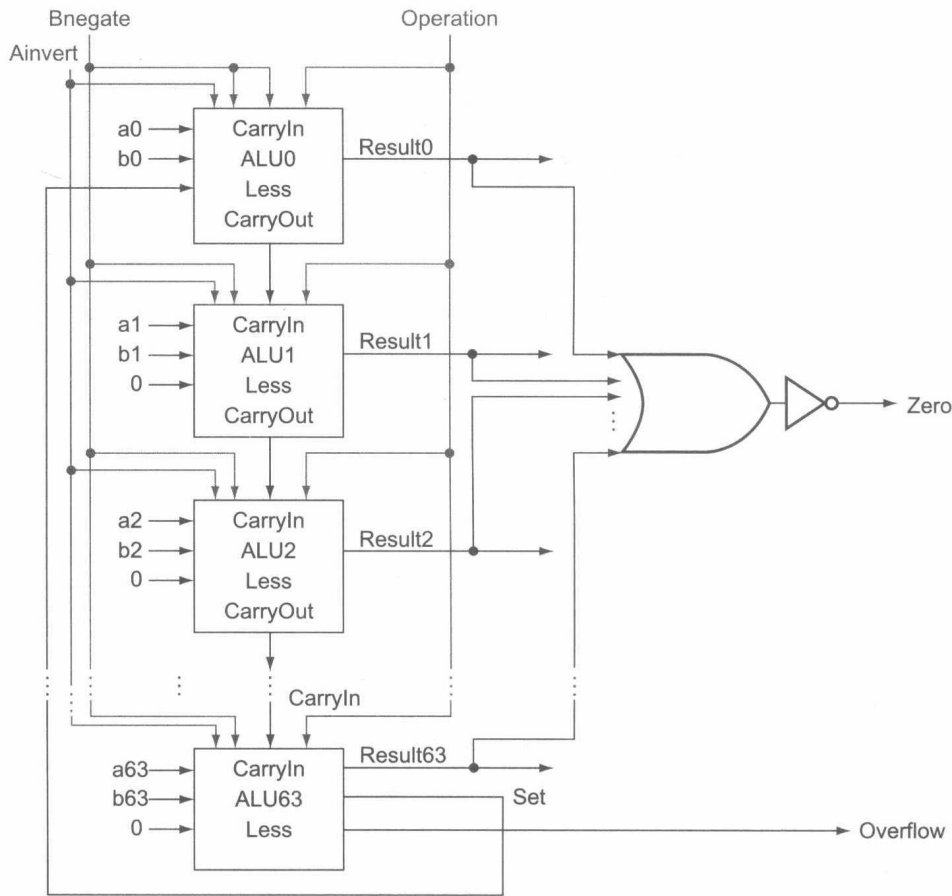 Bnegate
Operation
Ainvert
a0
b0
CarryIn
ALU0
Less
CarryOut
Result0
a1
b1
0
CarryIn
ALU1
Less
CarryOut
Result1
Zero
a2
b2
0
CarryIn
ALU2
Less
CarryOut
Result2
CarryIn
a63
b63
0
CarryIn
ALU63
Less
Result63
Set
Overflow